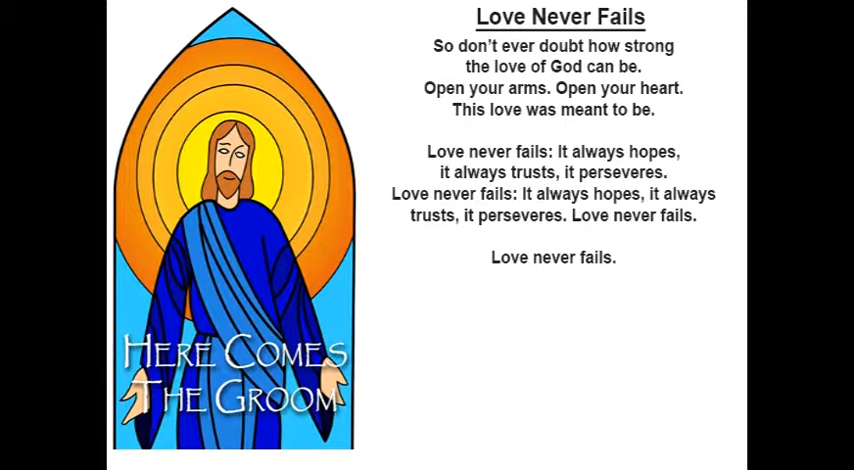 Love Never Fails
So don't ever doubt how strong
the love of God can be.
Open your arms. Open your heart.
This love was meant to be.
Love never fails: It always hopes,
it always trusts, it perseveres.
Love never fails: It always hopes, it always
trusts, it perseveres. Love never fails.
Love never fails.
HERE COMES
THE GROOM